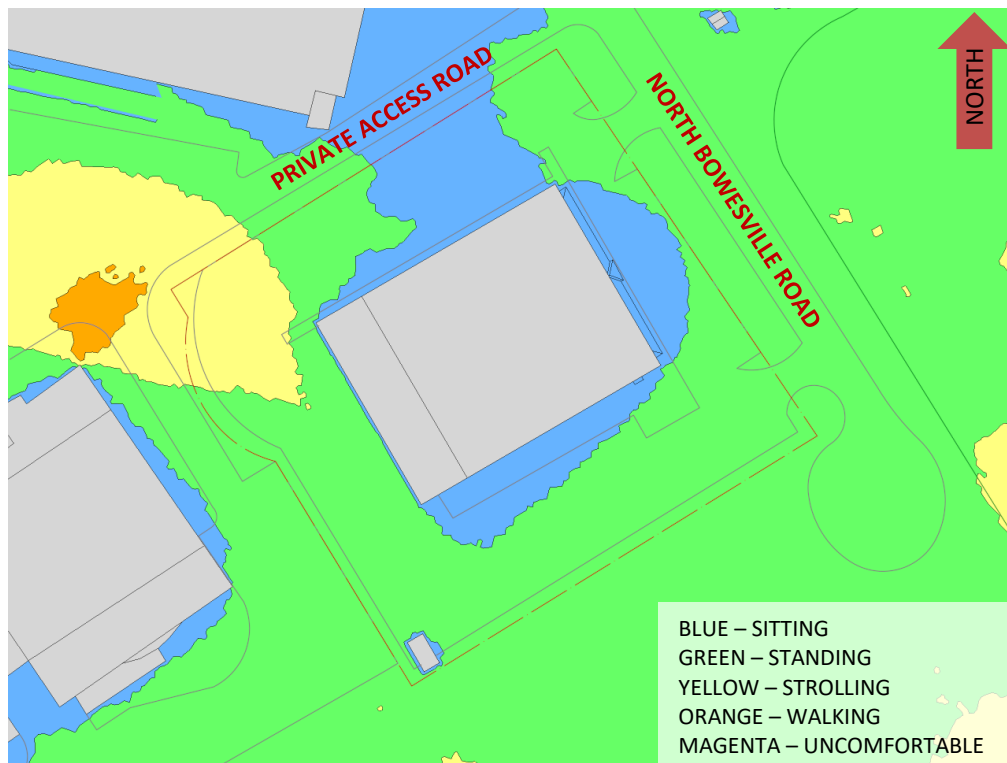 PRIVATE ACCESS ROAD
NORTH BOWESVILLE ROAD
NORTH
BLUE – SITTING
GREEN – STANDING
YELLOW – STROLLING
ORANGE – WALKING
MAGENTA – UNCOMFORTABLE